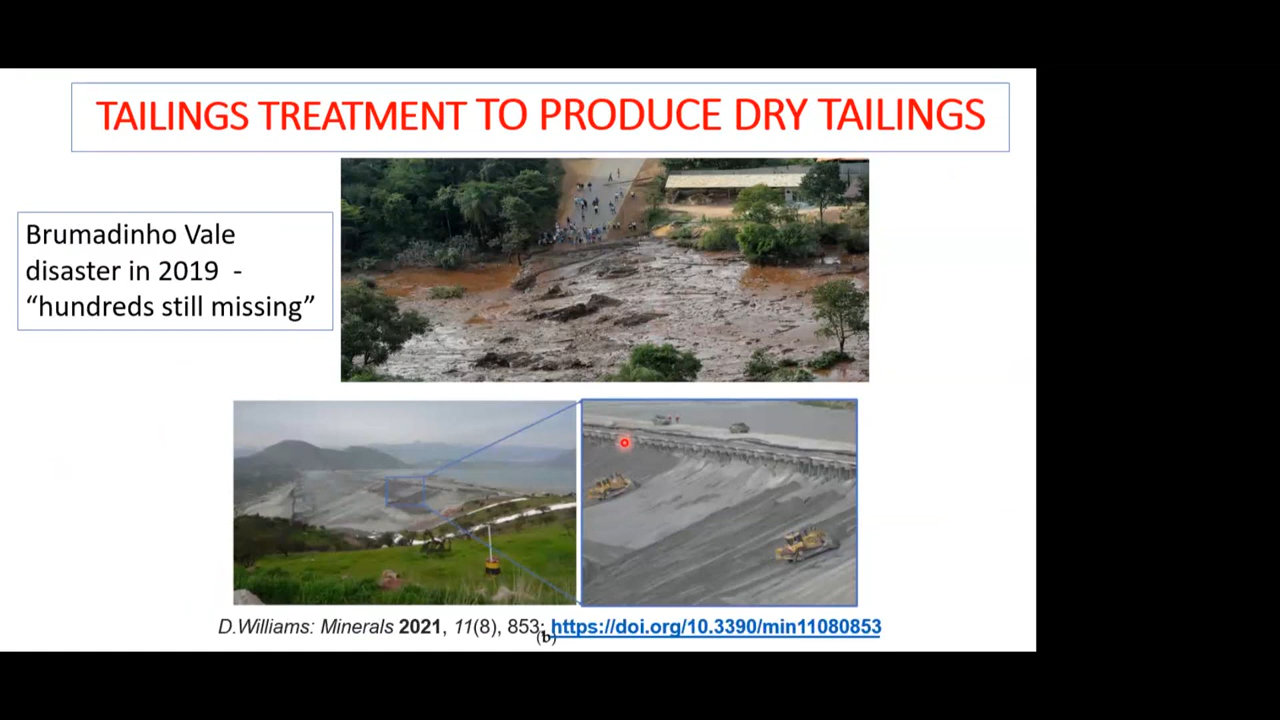 TAILINGS TREATMENT TO PRODUCE DRY TAILINGS
Brumadinho Vale
disaster in 2019 -
“hundreds still missing”
D.Williams: Minerals 2021, 11(8), 853; https://doi.org/10.3390/min11080853
(b)